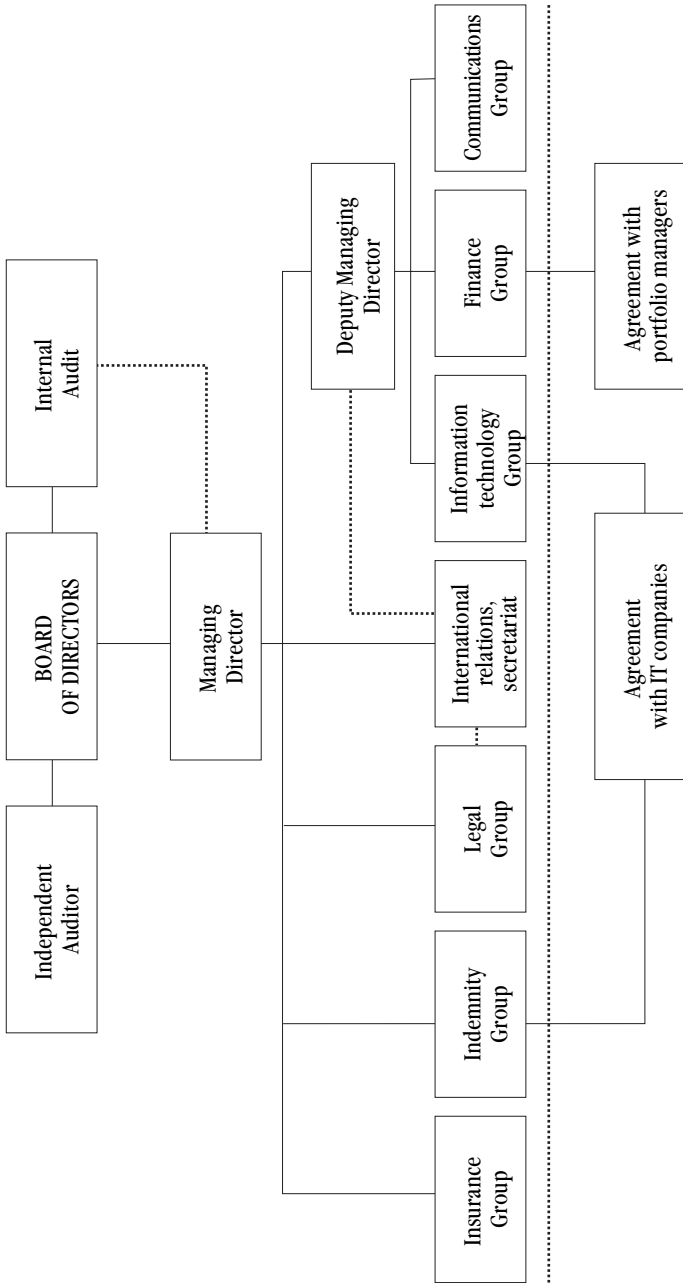 Independent
Auditor
BOARD
OF DIRECTORS
Internal
Audit
Managing
Director
Deputy Managing
Director
Insurance
Group
Indemnity
Group
Legal
Group
International
relations,
secretariat
Information
technology
Group
Finance
Group
Communications
Group
Agreement
with IT companies
Agreement with
portfolio managers